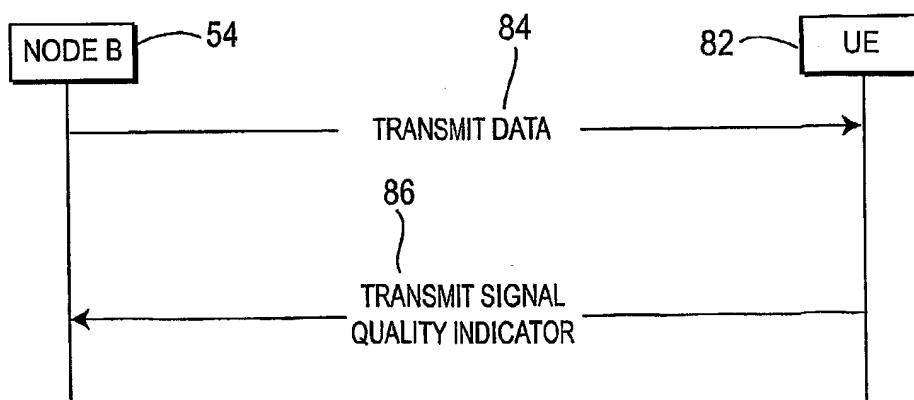 NODE B
54
84
82
UE
TRANSMIT DATA
86
TRANSMIT SIGNAL
QUALITY INDICATOR